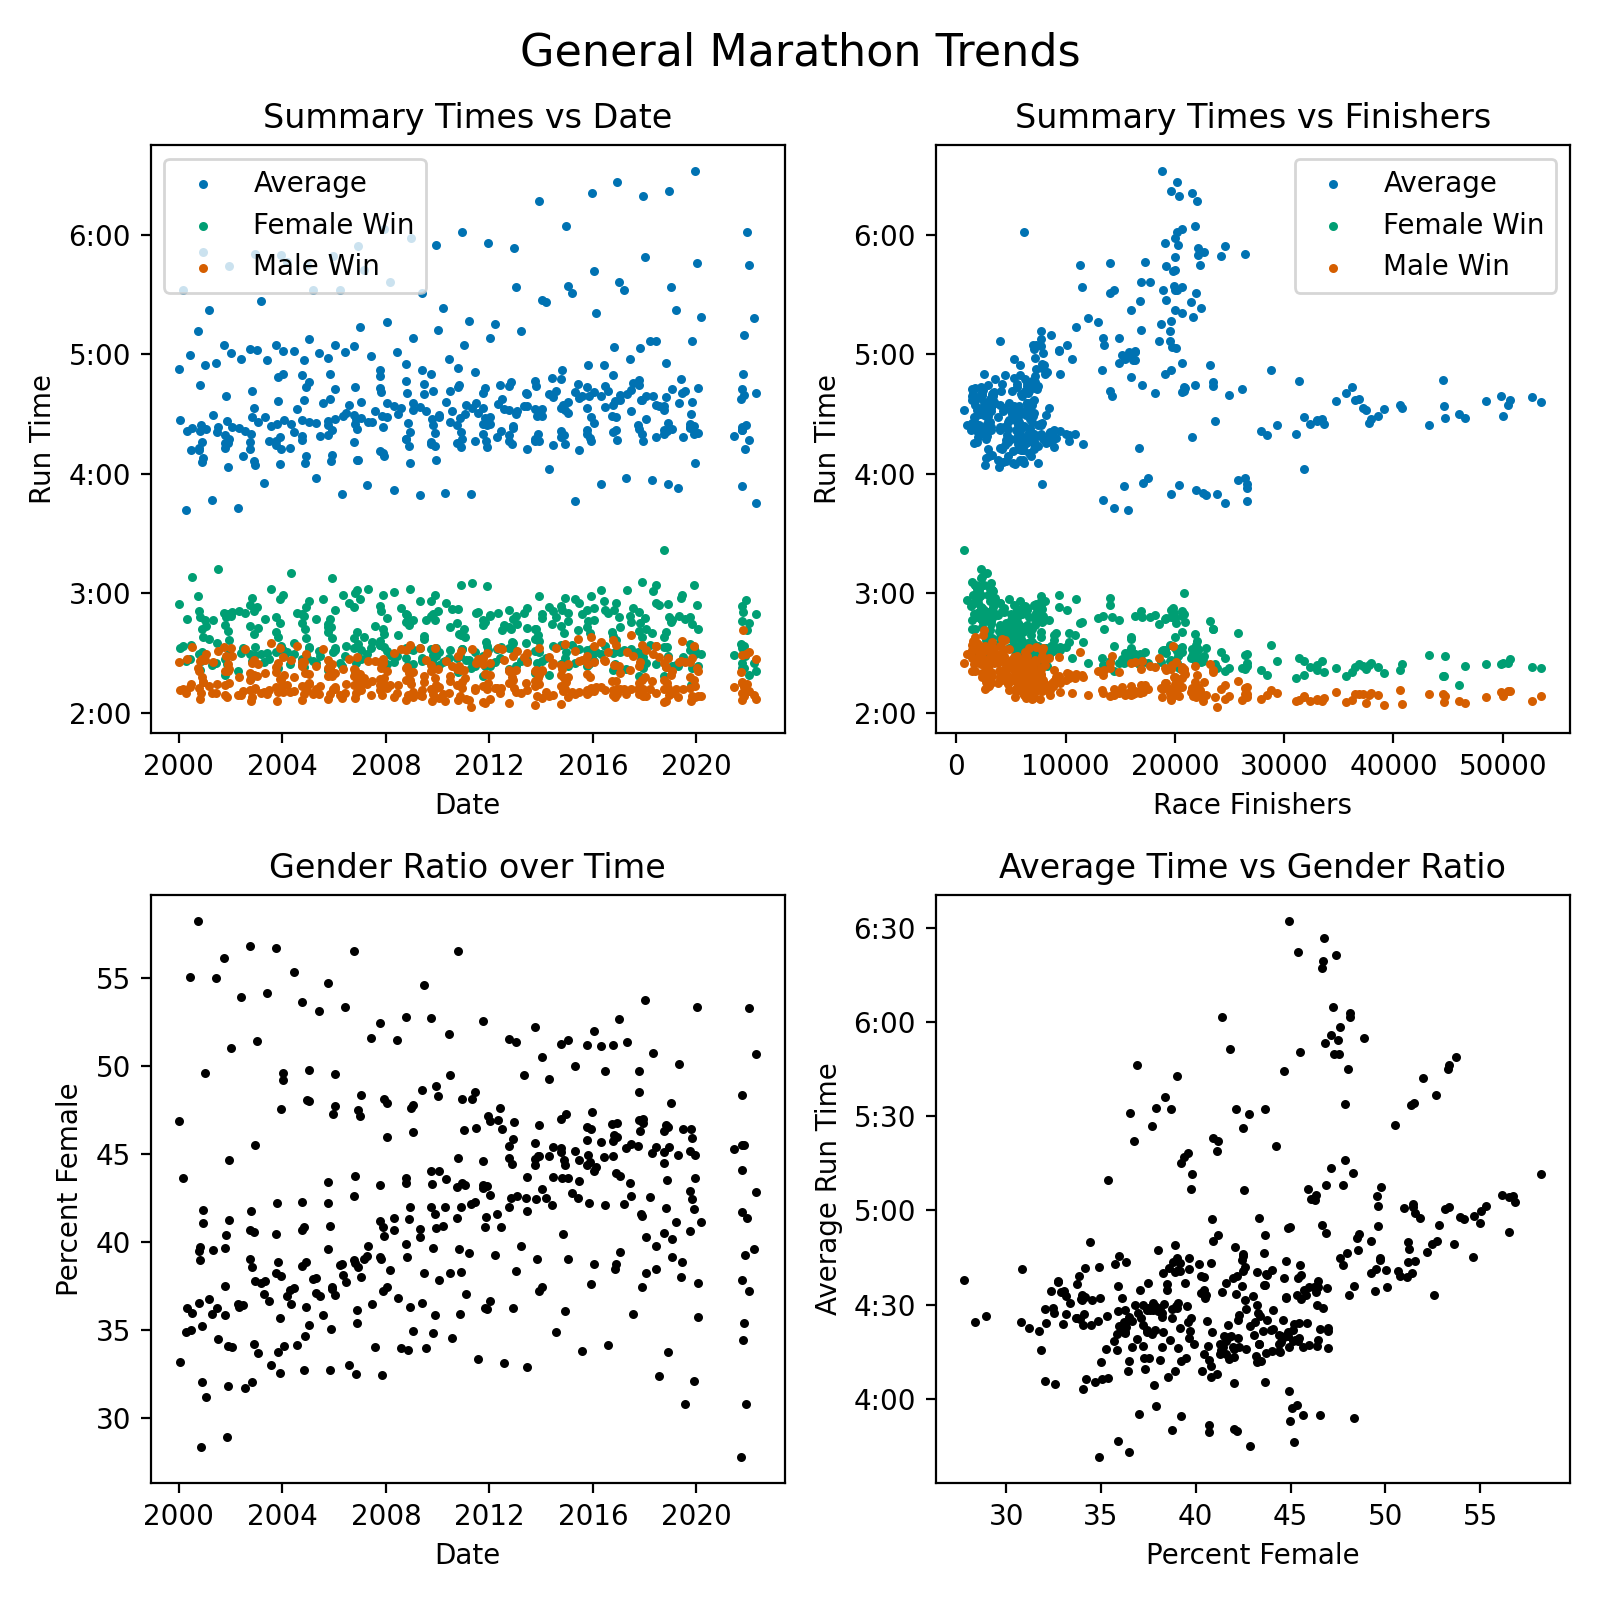 General Marathon Trends
Summary Times vs Date
Average
Female Win
Male Win
6:00
5:00
4:00
3:00
2:00
Run Time
2000 2004 2008 2012 2016 2020
Date
Summary Times vs Finishers
Average
Female Win
Male Win
6:00
5:00
4:00
3:00
2:00
Run Time
0 10000 20000 30000 40000 50000
Race Finishers
Gender Ratio over Time
55
50
45
40
35
30
Percent Female
2000 2004 2008 2012 2016 2020
Date
Average Time vs Gender Ratio
6:30
6:00
5:30
5:00
4:30
4:00
Average Run Time
30 35 40 45 50 55
Percent Female